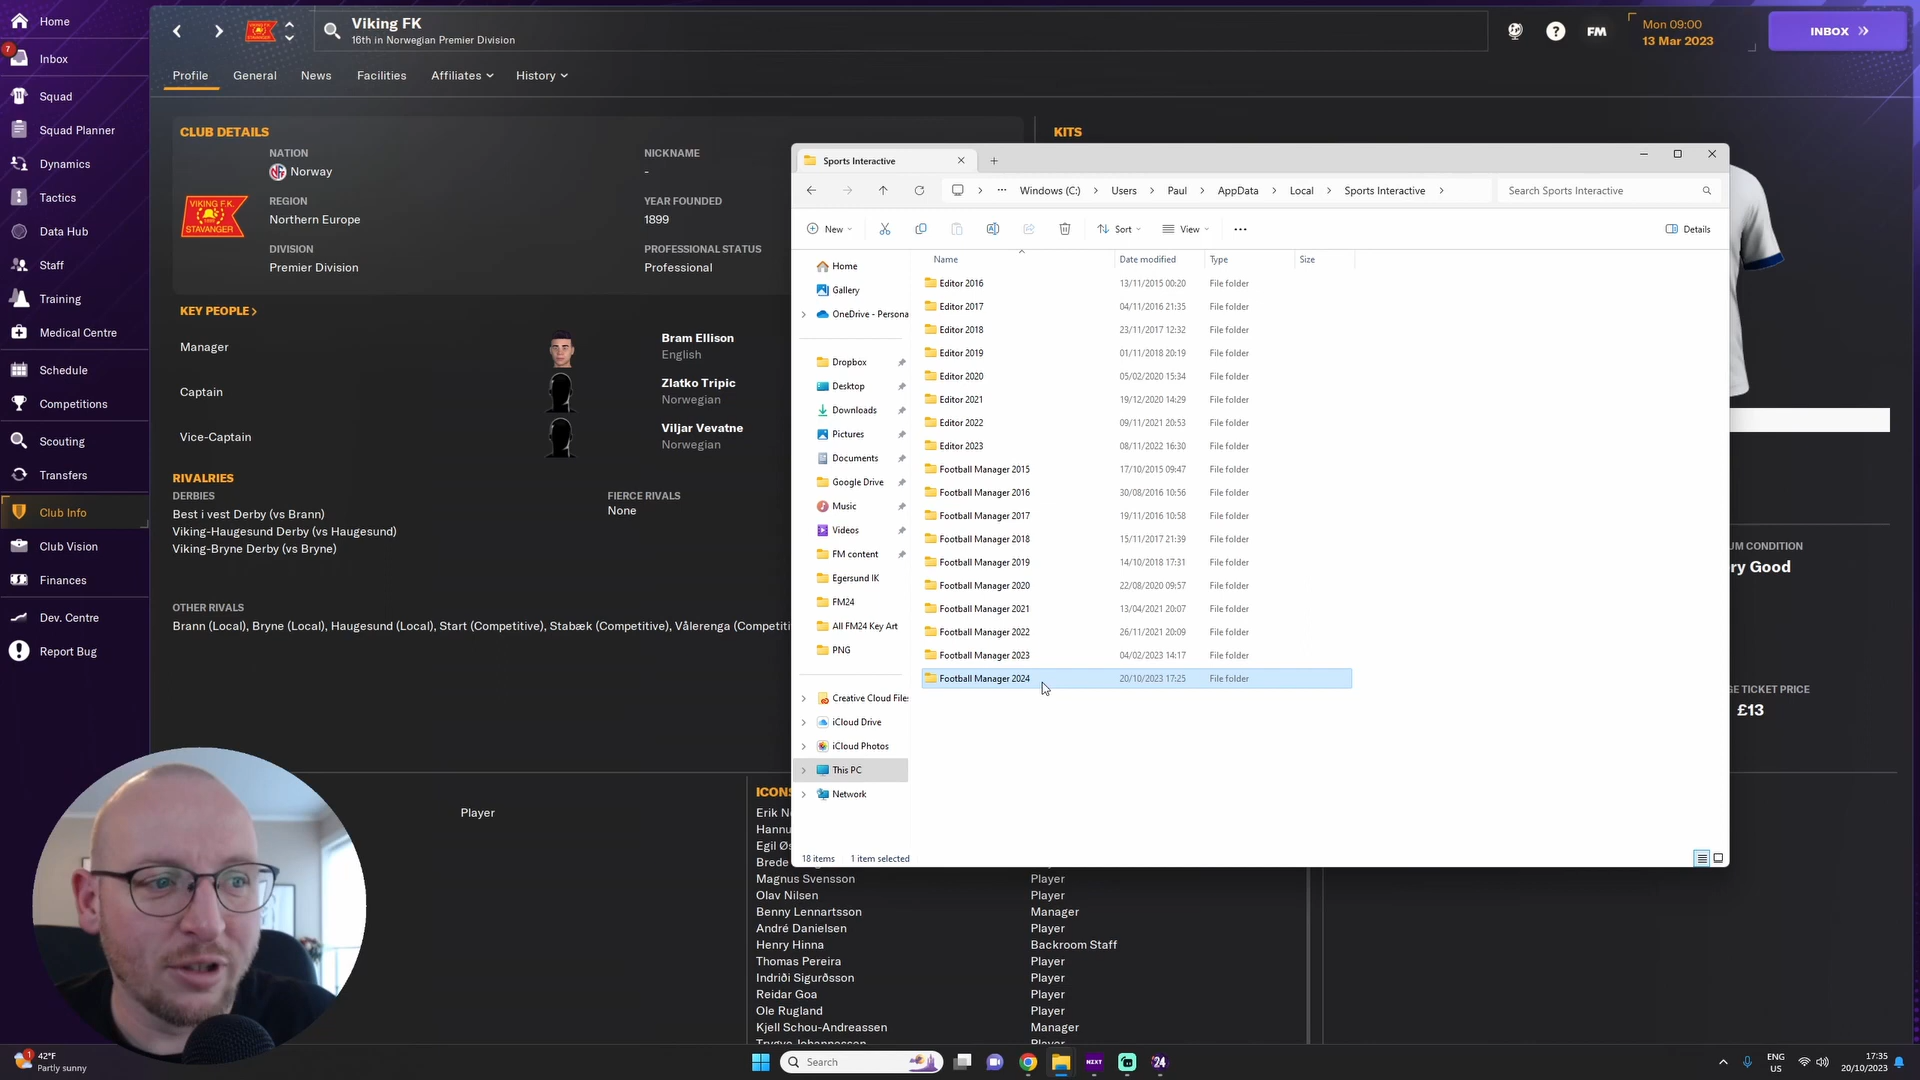 Home
7
Inbox
Squad
Squad Planner
Dynamics
Tactics
Data Hub
Staff
Training
Medical Centre
Schedule
Competitions
Scouting
Transfers
Club Info
Club Vision
Finances
Dev. Centre
Report Bug
Viking FK
16th in Norwegian Premier Division
?
FM
Mon 09:00
13 Mar 2023
INBOX
Profile
General
News
Facilities
Affiliates
History
CLUB DETAILS
VIKING F.K.
STAVANGER
NATION
Norway
REGION
Northern Europe
DIVISION
Premier Division
NICKNAME
-
YEAR FOUNDED
1899
PROFESSIONAL STATUS
Professional
KEY PEOPLE >
Manager
Bram Ellison
English
Captain
Zlatko Tripic
Norwegian
Vice-Captain
Viljar Vevatne
Norwegian
RIVALRIES
DERBIES
Best i vest Derby (vs Brann)
Viking-Haugesund Derby (vs Haugesund)
Viking-Bryne Derby (vs Bryne)
FIERCE RIVALS
None
OTHER RIVALS
Brann (Local), Bryne (Local), Haugesund (Local), Start (Competitive), Stabæk (Competitive), Vålerenga (Competiti
Player
KITS
UM CONDITION
ry Good
GE TICKET PRICE
£13
Sports Interactive
Windows (C:) > Users > Paul > AppData > Local > Sports Interactive >
Search Sports Interactive
New
Sort
View
Details
Home
Gallery
OneDrive - Persona
Dropbox
Desktop
Downloads
Pictures
Documents
Google Drive
Music
Videos
FM content
Egersund IK
FM24
All FM24 Key Art
PNG
Creative Cloud Files
iCloud Drive
iCloud Photos
This PC
Network
Name Date modified Type Size
Editor 2016 13/11/2015 00:20 File folder
Editor 2017 04/11/2016 21:35 File folder
Editor 2018 23/11/2017 12:32 File folder
Editor 2019 01/11/2018 20:19 File folder
Editor 2020 05/02/2020 15:34 File folder
Editor 2021 19/12/2020 14:29 File folder
Editor 2022 09/11/2021 20:53 File folder
Editor 2023 08/11/2022 16:30 File folder
Football Manager 2015 17/10/2015 09:47 File folder
Football Manager 2016 30/08/2016 10:56 File folder
Football Manager 2017 19/11/2016 10:58 File folder
Football Manager 2018 15/11/2017 21:39 File folder
Football Manager 2019 14/10/2018 17:31 File folder
Football Manager 2020 22/08/2020 09:57 File folder
Football Manager 2021 13/04/2021 20:07 File folder
Football Manager 2022 26/11/2021 20:09 File folder
Football Manager 2023 04/02/2023 14:17 File folder
Football Manager 2024 20/10/2023 17:25 File folder
18 items 1 item selected
ICONS
Erik N
Hannu
Egil Øs
Brede
Magnus Svensson Player
Olav Nilsen Player
Benny Lennartsson Manager
André Danielsen Player
Henry Hinna Backroom Staff
Thomas Pereira Player
Indriði Sigurðsson Player
Reidar Goa Player
Ole Rugland Player
Kjell Schou-Andreassen Manager
Trygve Johannessen Player
1
42°F
Partly sunny
Search
NZXT
24
ENG
US
17:35
20/10/2023